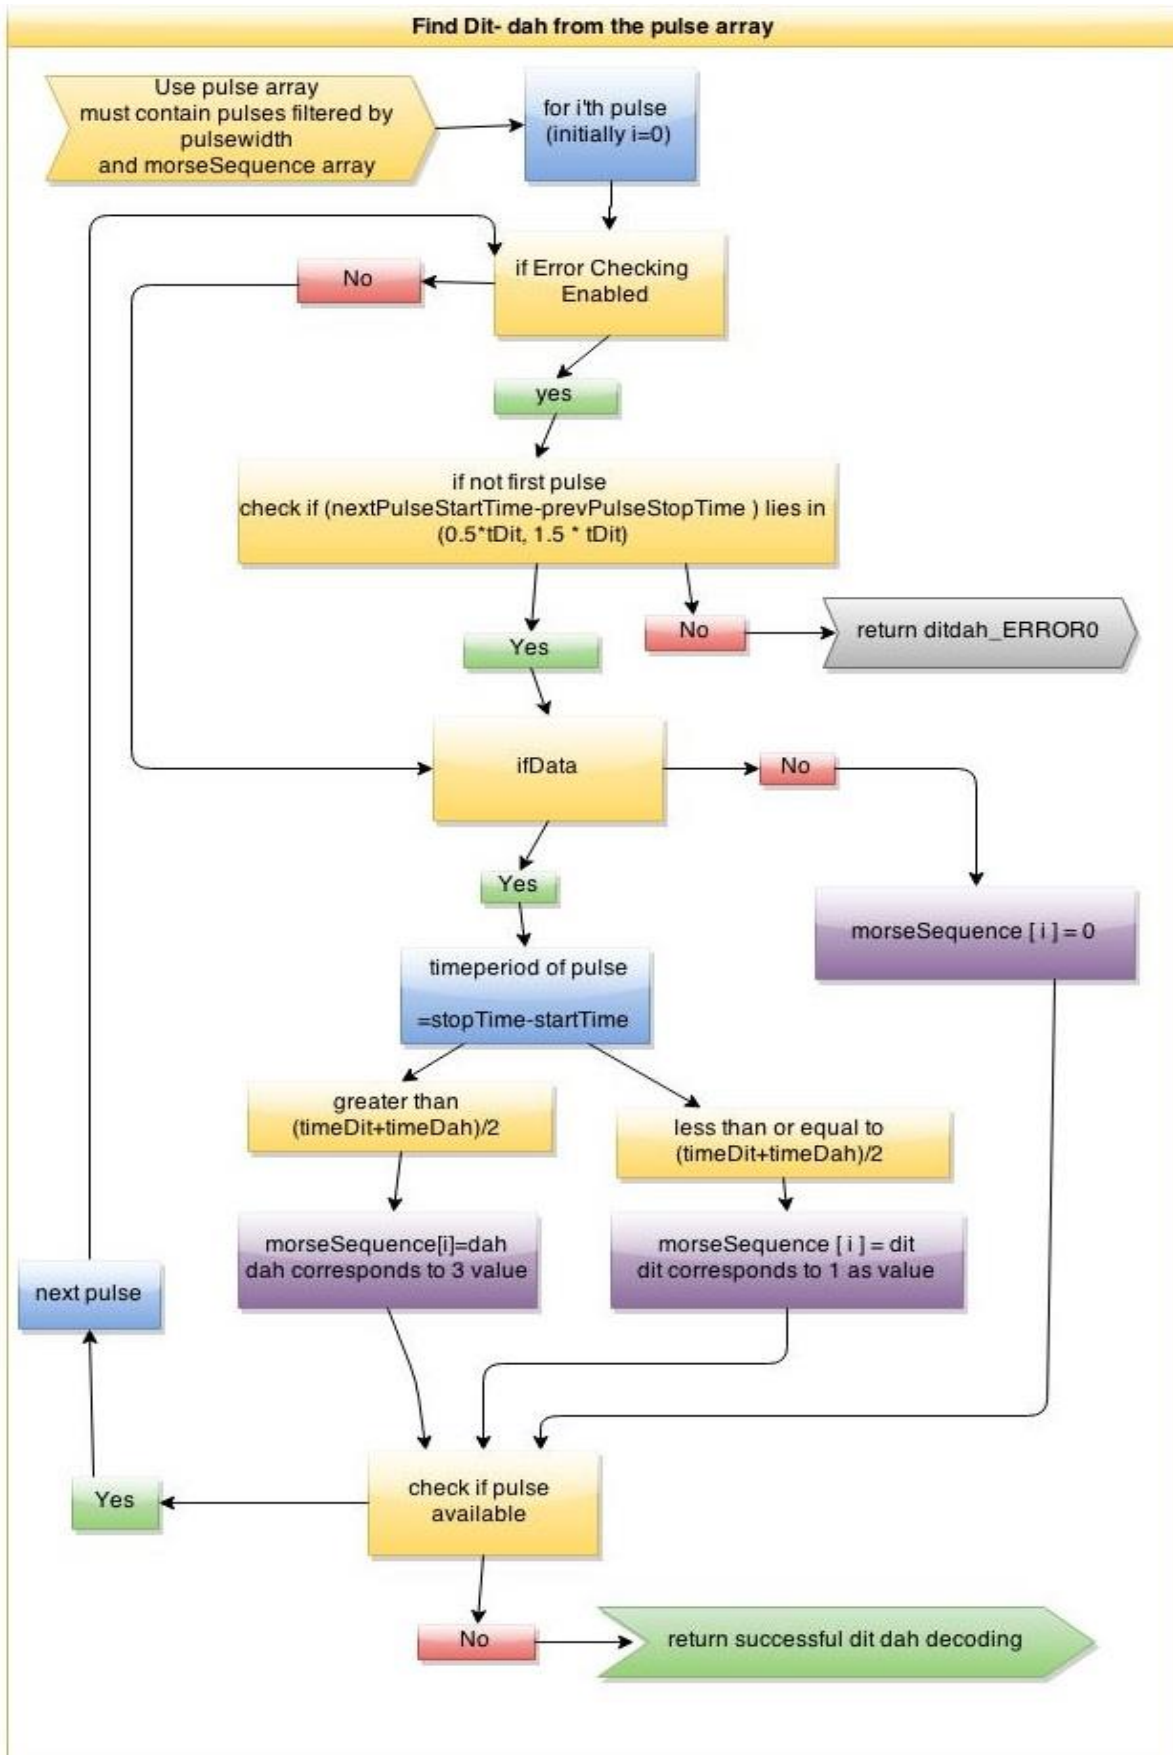 Find Dit- dah from the pulse array
Use pulse array
must contain pulses filtered by
pulsewidth
and morseSequence array
for i'th pulse
(initially i=0)
if Error Checking
Enabled
No
yes
if not first pulse
check if (nextPulseStartTime-prevPulseStopTime ) lies in
(0.5*tDit, 1.5 * tDit)
No
return ditdah_ERROR0
Yes
ifData
No
Yes
morseSequence [ i ] = 0
timeperiod of pulse
=stopTime-startTime
greater than
(timeDit+timeDah)/2
less than or equal to
(timeDit+timeDah)/2
morseSequence[i]=dah
dah corresponds to 3 value
morseSequence [ i ] = dit
dit corresponds to 1 as value
next pulse
check if pulse
available
Yes
No
return successful dit dah decoding